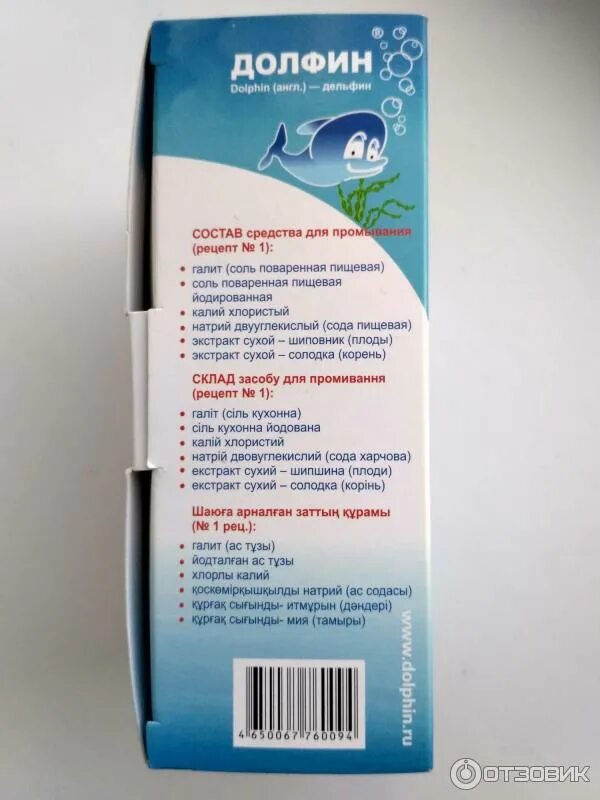 ДОЛФИН®
Dolphin (англ.) — дельфин
СОСТАВ средства для промывания
(рецепт № 1):
• галит (соль поваренная пищевая)
• соль поваренная пищевая
йодированная
• калий хлористый
• натрий двууглекислый (сода пищевая)
• экстракт сухой – шиповник (плоды)
• экстракт сухой – солодка (корень)
СКЛАД засобу для промивання
(рецепт № 1):
• галіт (сіль кухонна)
• сіль кухонна йодована
• калій хлористий
• натрій двовуглекислий (сода харчова)
• екстракт сухий – шипшина (плоди)
• екстракт сухий – солодка (корінь)
Шаюға арналған заттың құрамы
(№ 1 рец.):
• галит (ас тұзы)
• йодталған ас тұзы
• хлорлы калий
• қоскөмірқышқылды натрий (ас содасы)
• құрғақ сығынды- итмұрын (дәндері)
• құрғақ сығынды- мия (тамыры)
www.dolphin.ru
4 650067 760094
ОТЗОВИК